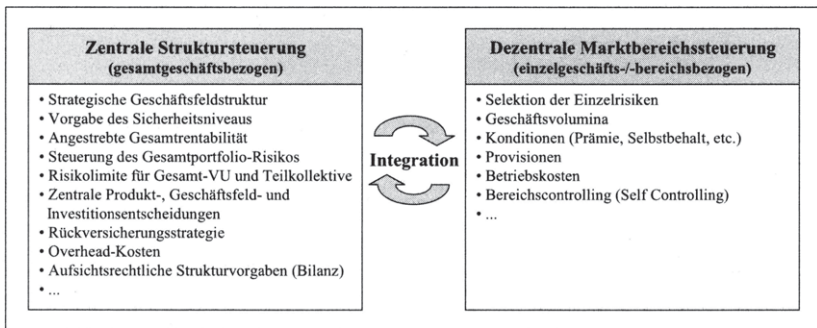 Zentrale Struktursteuerung
(gesamtgeschäftsbezogen)
• Strategische Geschäftsfeldstruktur
• Vorgabe des Sicherheitsniveaus
• Angestrebte Gesamtrentabilität
• Steuerung des Gesamtportfolio-Risikos
• Risikolimite für Gesamt-VU und Teilkollektive
• Zentrale Produkt-, Geschäftsfeld- und
Investitionsentscheidungen
• Rückversicherungsstrategie
• Overhead-Kosten
• Aufsichtsrechtliche Strukturvorgaben (Bilanz)
• ...
Integration
Dezentrale Marktbereichssteuerung
(einzelgeschäfts-/-bereichsbezogen)
• Selektion der Einzelrisiken
• Geschäftsvolumina
• Konditionen (Prämie, Selbstbehalt, etc.)
• Provisionen
• Betriebskosten
• Bereichscontrolling (Self Controlling)
• ...